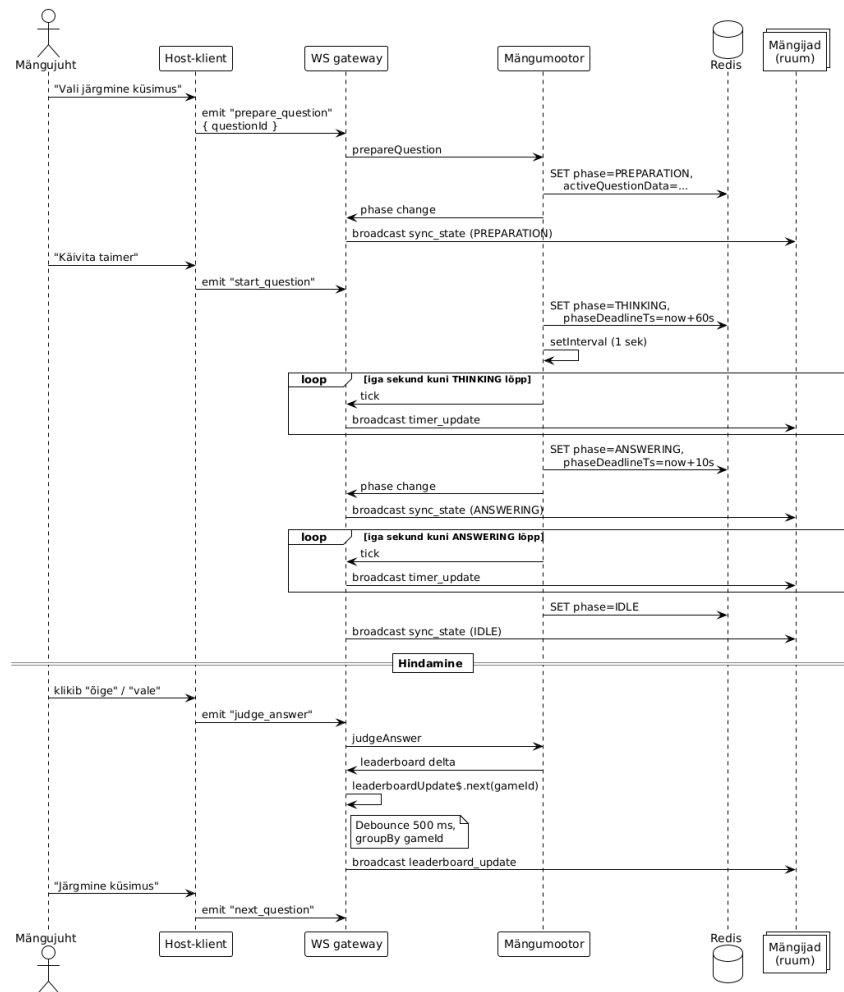 Mängujuht
Host-klient
WS gateway
Mängumootor
Redis
Mängijad
(ruum)
"Vali järgmine küsimus"
emit "prepare_question"
{ questionId }
prepareQuestion
SET phase=PREPARATION,
activeQuestionData=...
phase change
broadcast sync_state (PREPARATION)
"Käivita taimer"
emit "start_question"
SET phase=THINKING,
phaseDeadlineTs=now+60s
setInterval (1 sek)
loop [iga sekund kuni THINKING lõpp]
tick
broadcast timer_update
SET phase=ANSWERING,
phaseDeadlineTs=now+10s
phase change
broadcast sync_state (ANSWERING)
loop [iga sekund kuni ANSWERING lõpp]
tick
broadcast timer_update
SET phase=IDLE
broadcast sync_state (IDLE)
Hindamine
klikib "õige" / "vale"
emit "judge_answer"
judgeAnswer
leaderboard delta
leaderboardUpdate$.next(gameId)
Debounce 500 ms,
groupBy gameId
broadcast leaderboard_update
"Järgmine küsimus"
emit "next_question"
Mängujuht
Host-klient
WS gateway
Mängumootor
Redis
Mängijad
(ruum)